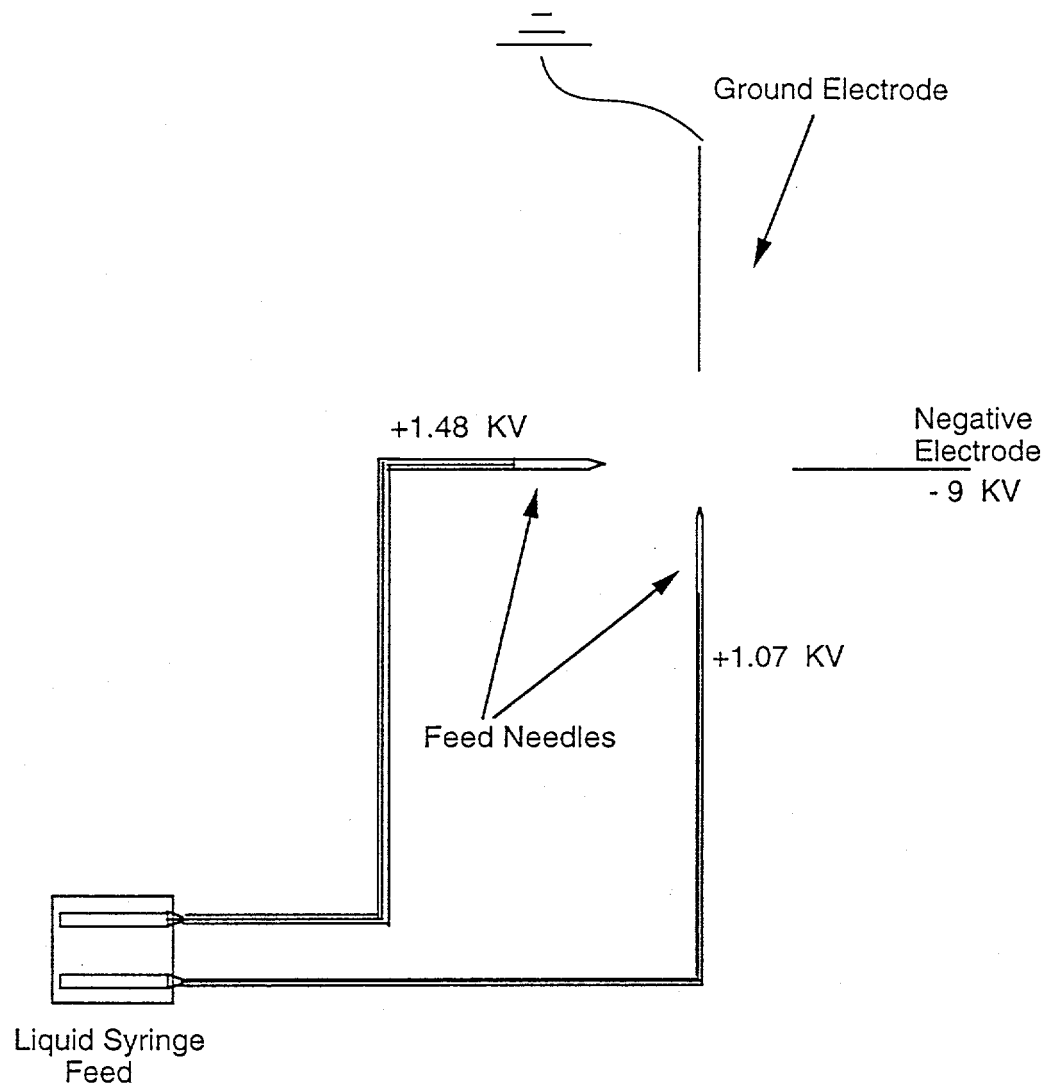 Ground Electrode
+1.48 KV
Negative
Electrode
- 9 KV
+1.07 KV
Feed Needles
Liquid Syringe
Feed